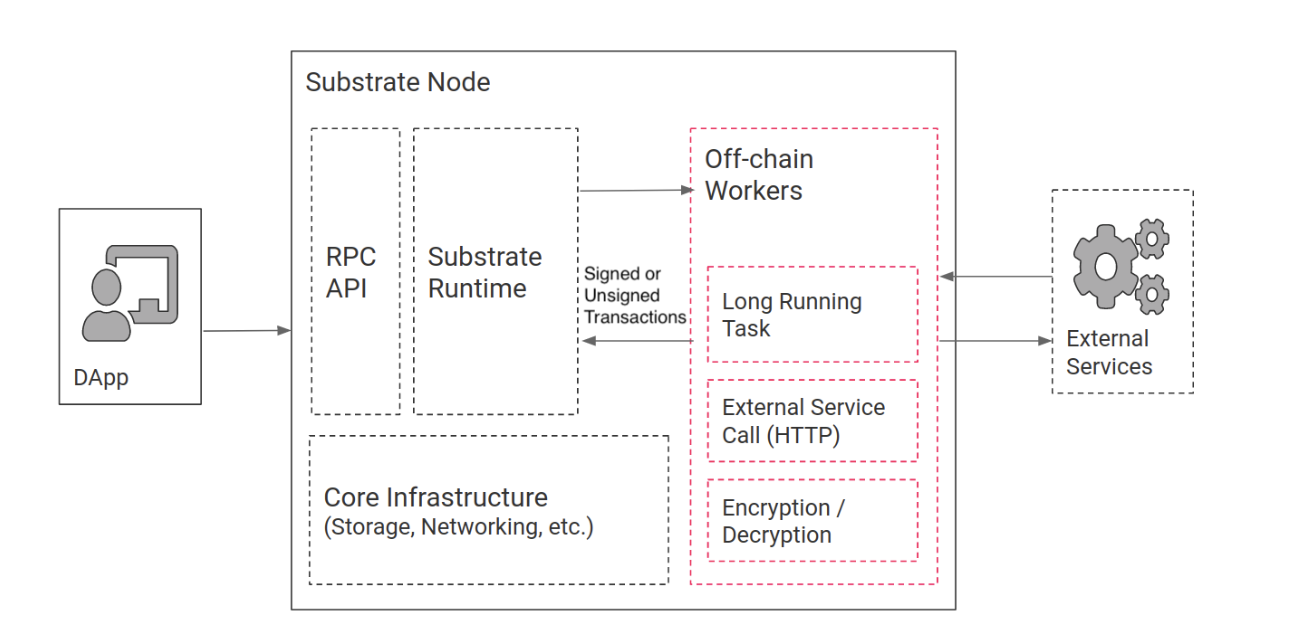 Substrate Node
DApp
RPC
API
Substrate
Runtime
Signed or
Unsigned
Transactions
Off-chain
Workers
Long Running
Task
External Service
Call (HTTP)
Encryption /
Decryption
Core Infrastructure
(Storage, Networking, etc.)
External
Services